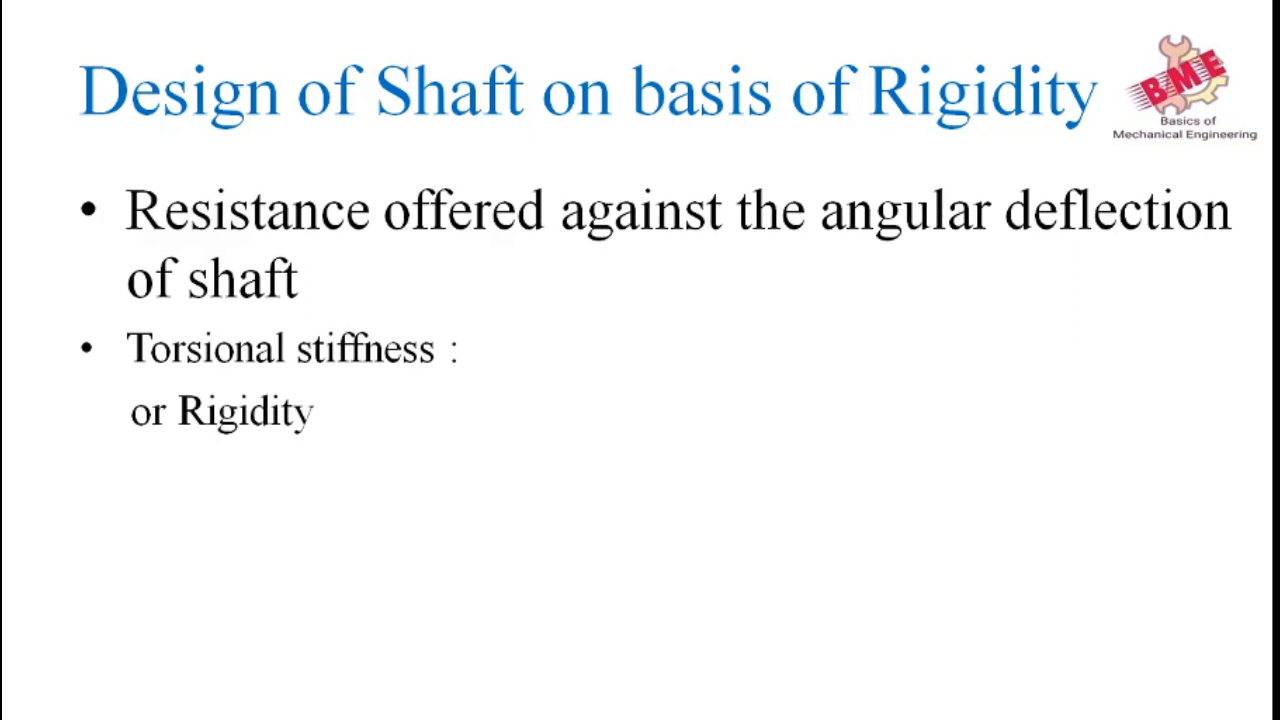 Design of Shaft on basis of Rigidity
BME
Basics of
Mechanical Engineering
• Resistance offered against the angular deflection
of shaft
• Torsional stiffness :
or Rigidity